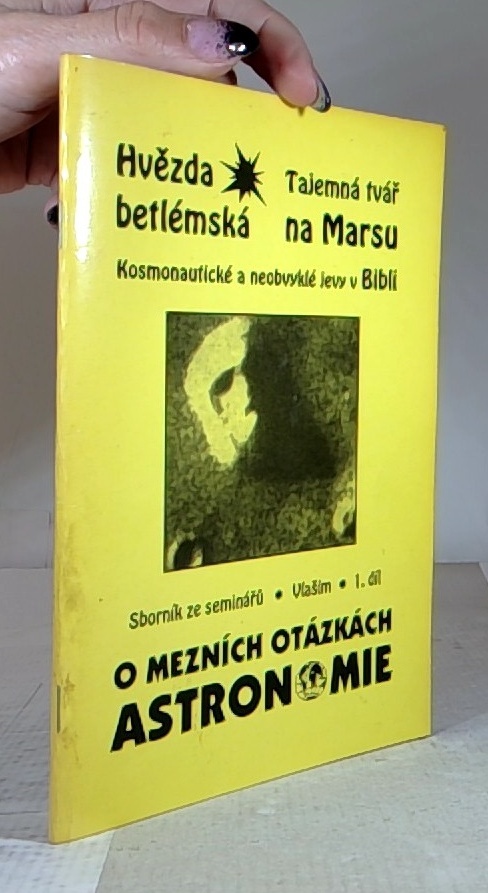 Hvězda
betlémská
Tajemná tvář
na Marsu
Kosmonautické a neobvyklé jevy v Bibli
Sborník ze seminářů • Vlašim • 1. díl
O MEZNÍCH OTÁZKÁCH
ASTRONOMIE